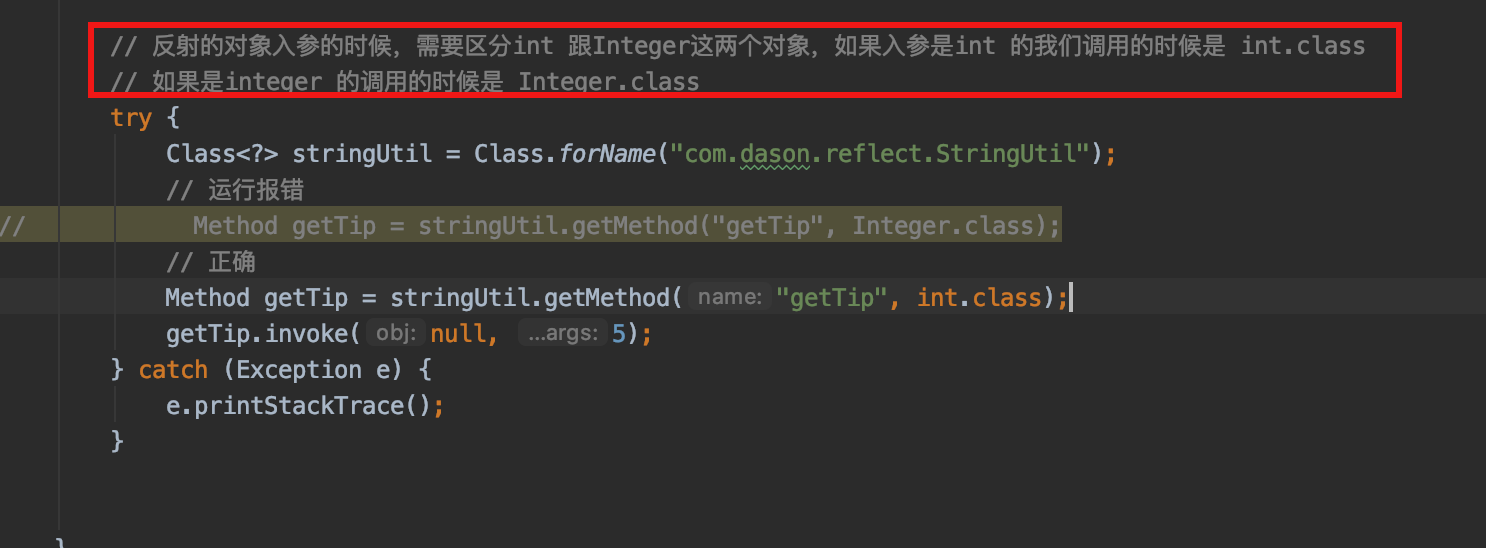 // 反射的对象入参的时候，需要区分int 跟Integer这两个对象，如果入参是int 的我们调用的时候是 int.class
// 如果是integer 的调用的时候是 Integer.class
try {
Class<?> stringUtil = Class.forName("com.dason.reflect.StringUtil");
// 运行报错
// Method getTip = stringUtil.getMethod("getTip", Integer.class);
// 正确
Method getTip = stringUtil.getMethod( name: "getTip", int.class);
getTip.invoke( obj: null, ...args: 5);
} catch (Exception e) {
e.printStackTrace();
}
}